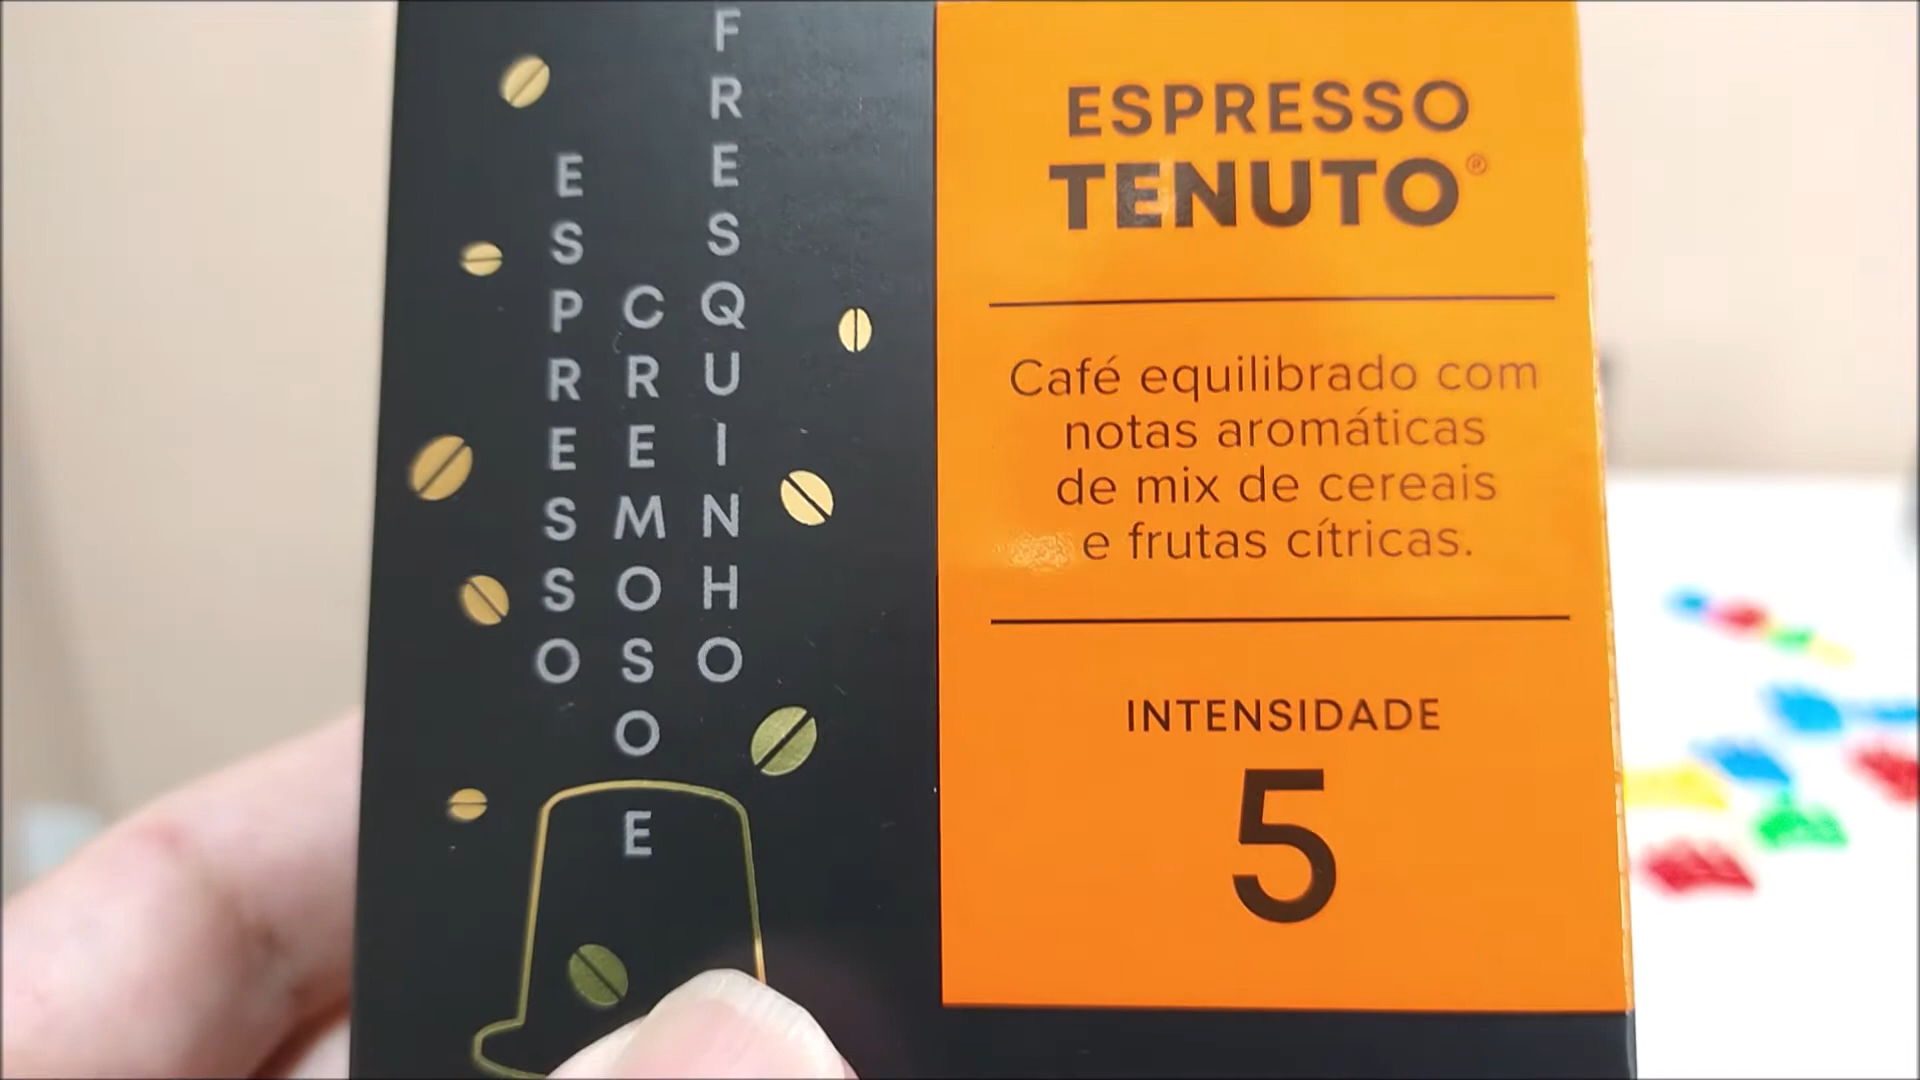 ESPRESSO
CREMOSO E
FRESQUINHO
ESPRESSO
TENUTO®
Café equilibrado com
notas aromáticas
de mix de cereais
e frutas cítricas.
INTENSIDADE
5